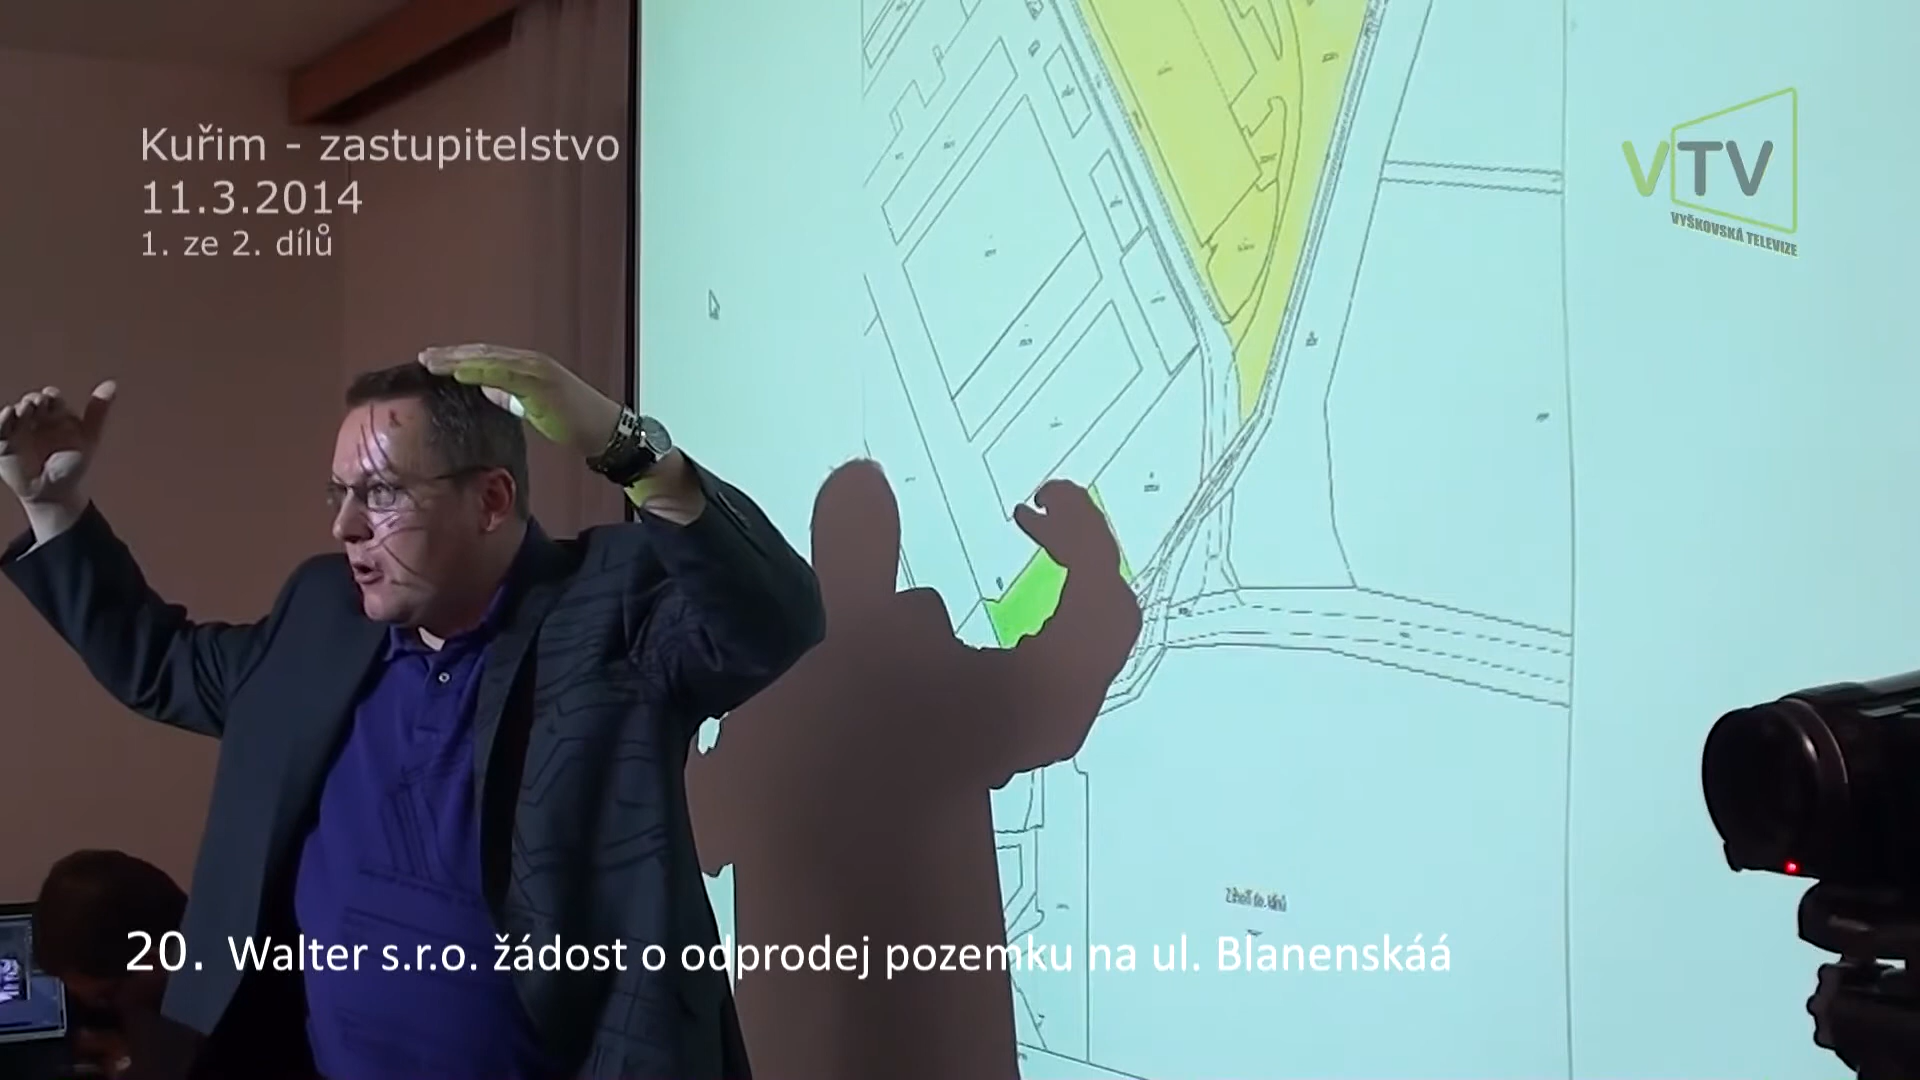 Kuřim - zastupitelstvo
11.3.2014
1. ze 2. dílů
VTV
VYŠKOVSKÁ TELEVIZE
20. Walter s.r.o. žádost o odprodej pozemku na ul. Blanenskáá